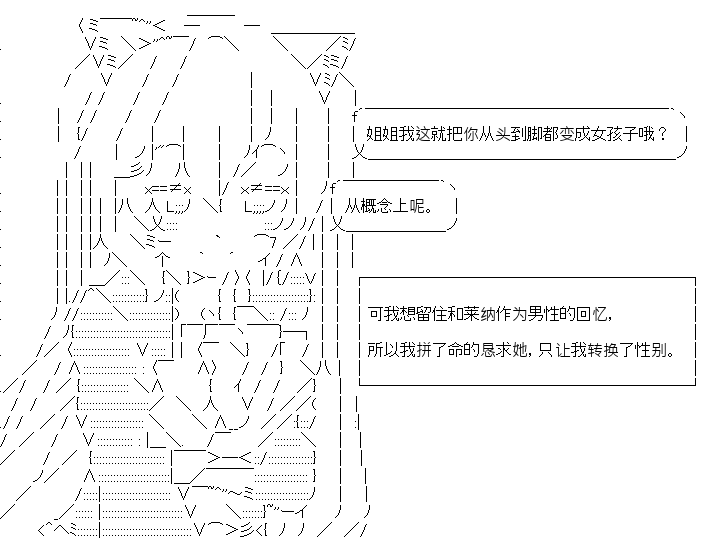 姐姐我这就把你从头到脚都变成女孩子哦？
从概念上呢。
可我想留住和莱纳作为男性的回忆，
所以我拼了命的恳求她，只让我转换了性别。